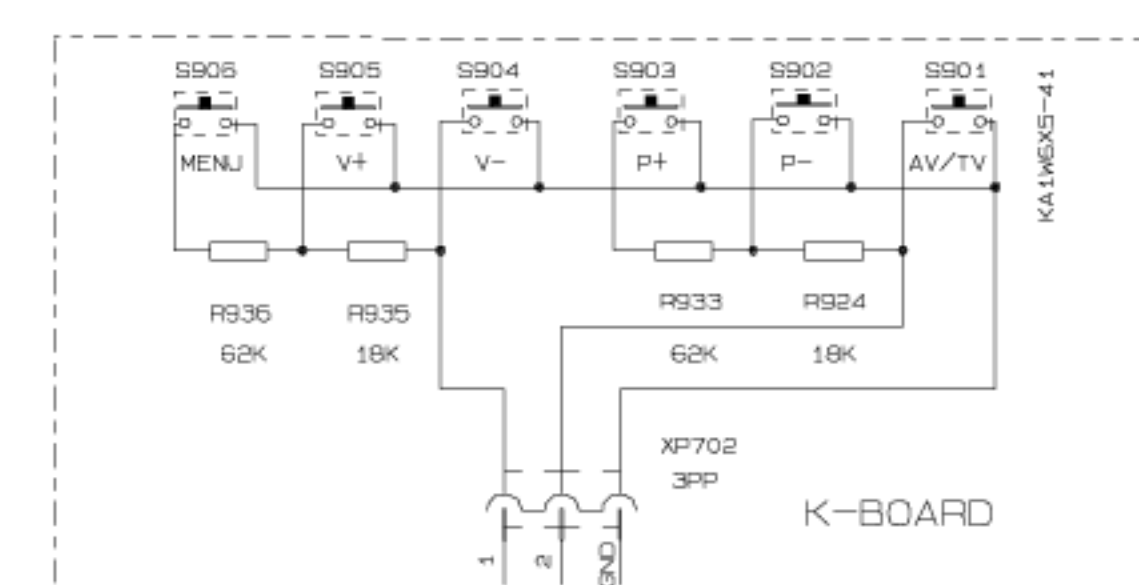 S906 S905 S904 S903 S902 S901
MENU V+ V- P+ P- AV/TV
KA1W6XS-41
R936 R935 R933 R924
62K 18K 62K 18K
XP702
3PP
K-BOARD
1 2 GND